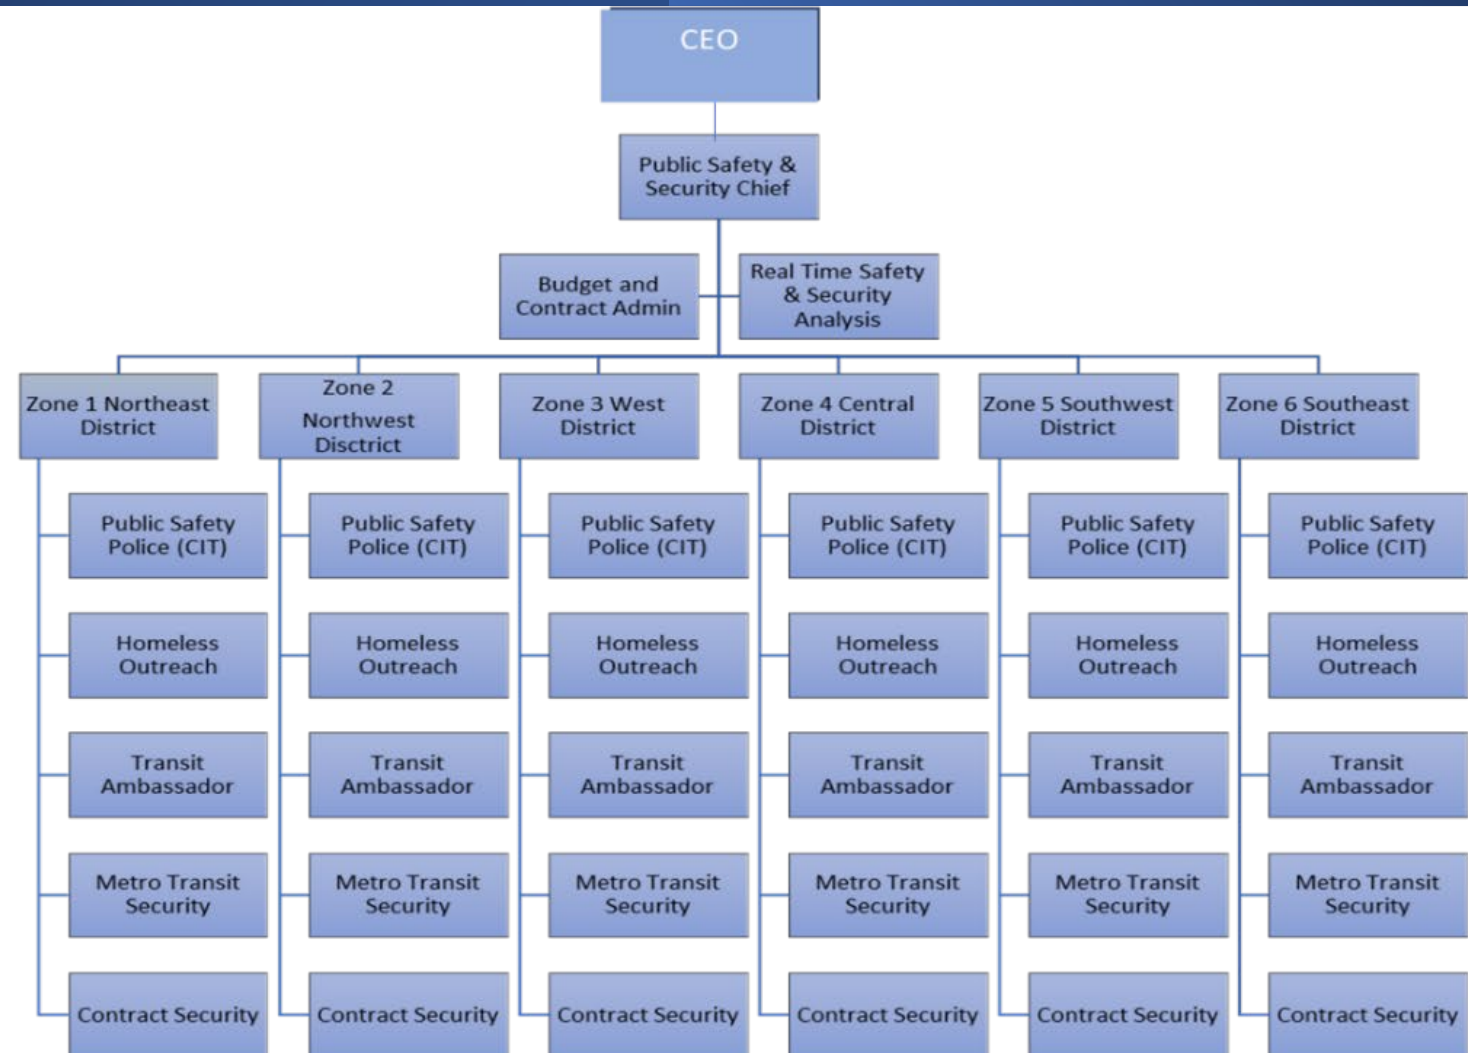 CEO
Public Safety &
Security Chief
Budget and
Contract Admin
Real Time Safety
& Security
Analysis
Zone 1 Northeast
District
Zone 2
Northwest
Disctrict
Zone 3 West
District
Zone 4 Central
District
Zone 5 Southwest
District
Zone 6 Southeast
District
Public Safety
Police (CIT)
Public Safety
Police (CIT)
Public Safety
Police (CIT)
Public Safety
Police (CIT)
Public Safety
Police (CIT)
Public Safety
Police (CIT)
Homeless
Outreach
Homeless
Outreach
Homeless
Outreach
Homeless
Outreach
Homeless
Outreach
Homeless
Outreach
Transit
Ambassador
Transit
Ambassador
Transit
Ambassador
Transit
Ambassador
Transit
Ambassador
Transit
Ambassador
Metro Transit
Security
Metro Transit
Security
Metro Transit
Security
Metro Transit
Security
Metro Transit
Security
Metro Transit
Security
Contract Security
Contract Security
Contract Security
Contract Security
Contract Security
Contract Security